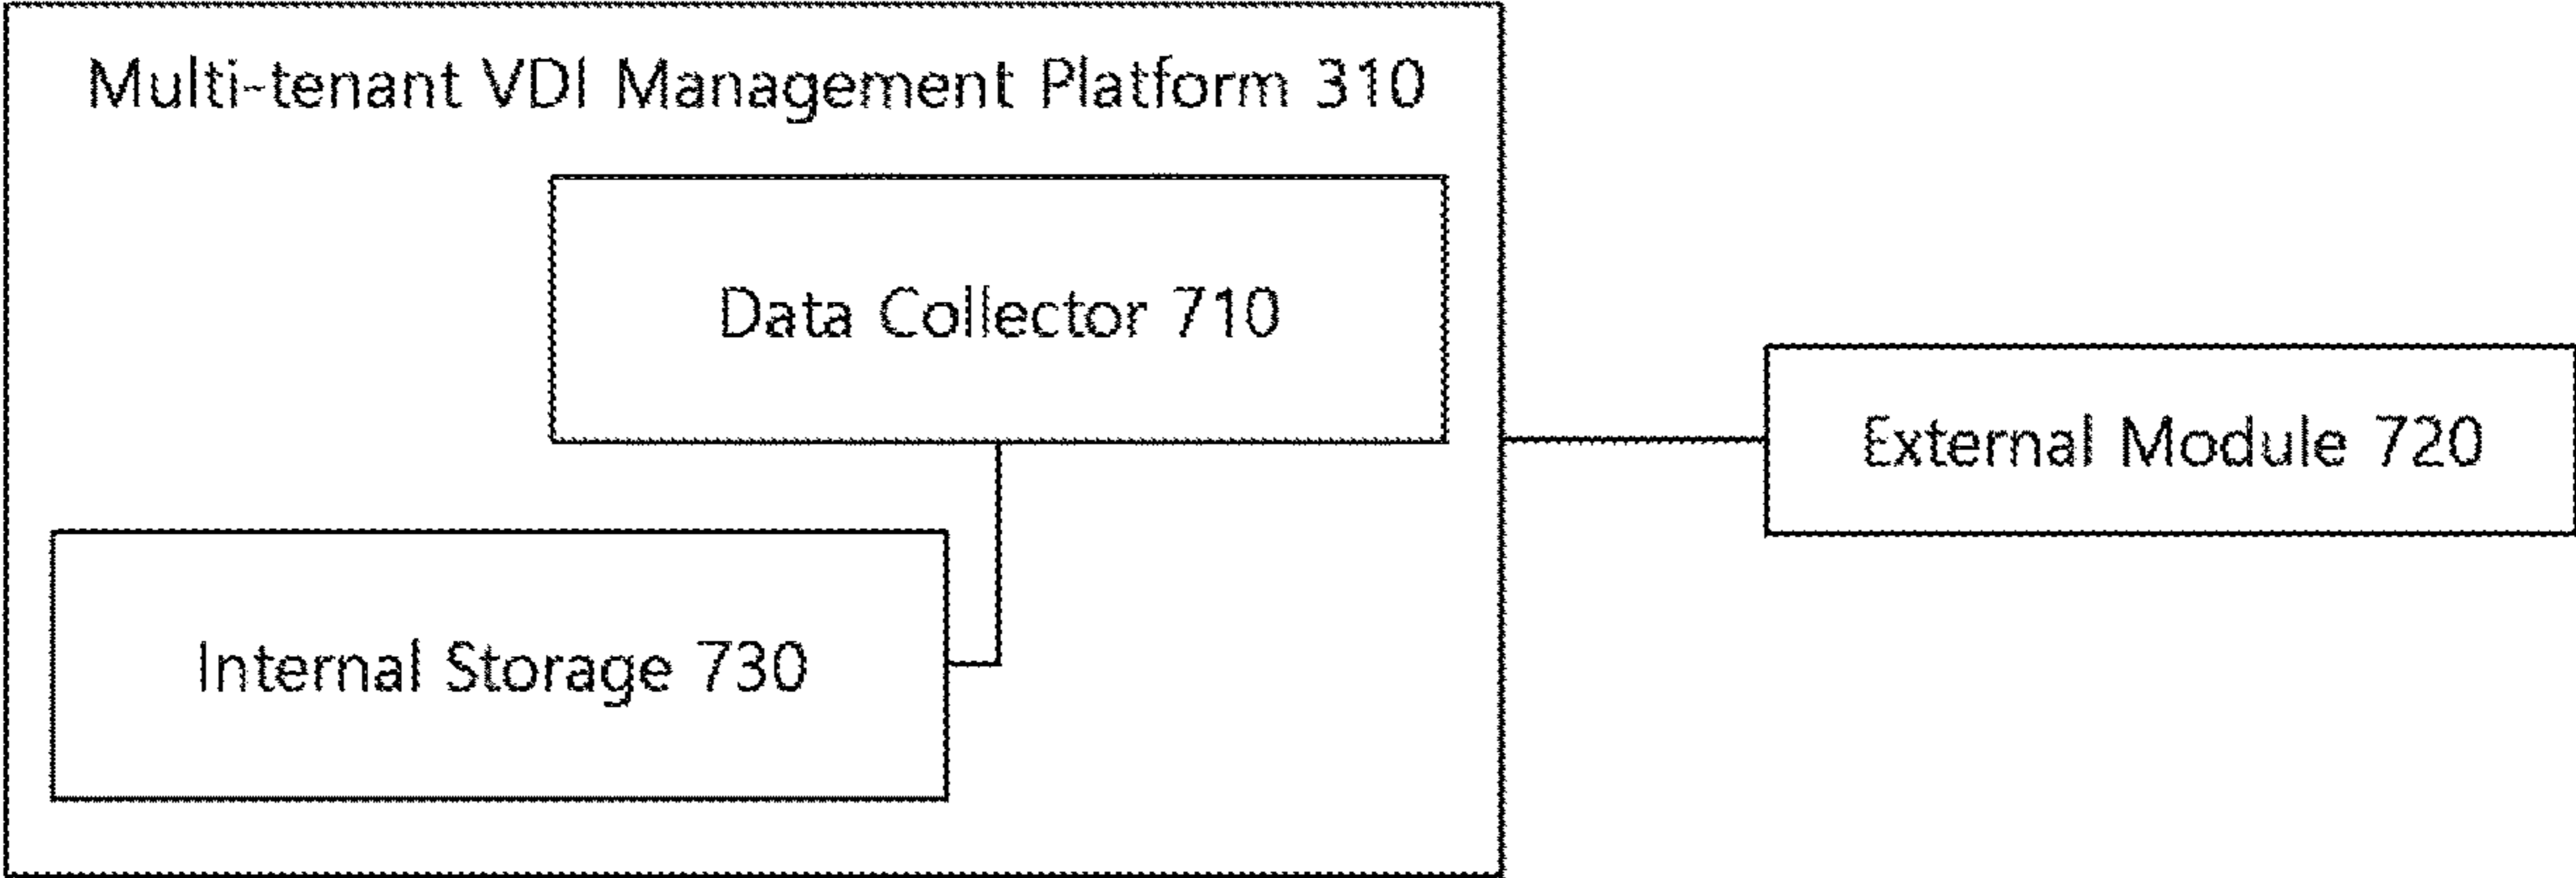 Multi-tenant VDI Management Platform 310
Data Collector 710
External Module 720
Internal Storage 730